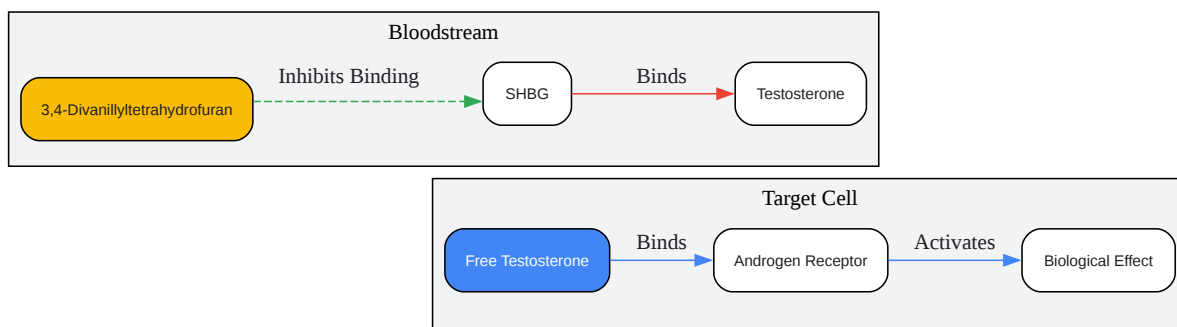 Bloodstream
Inhibits Binding
Binds
3,4-Divanillyltetrahydrofuran
SHBG
Testosterone
Target Cell
Binds
Activates
Free Testosterone
Androgen Receptor
Biological Effect